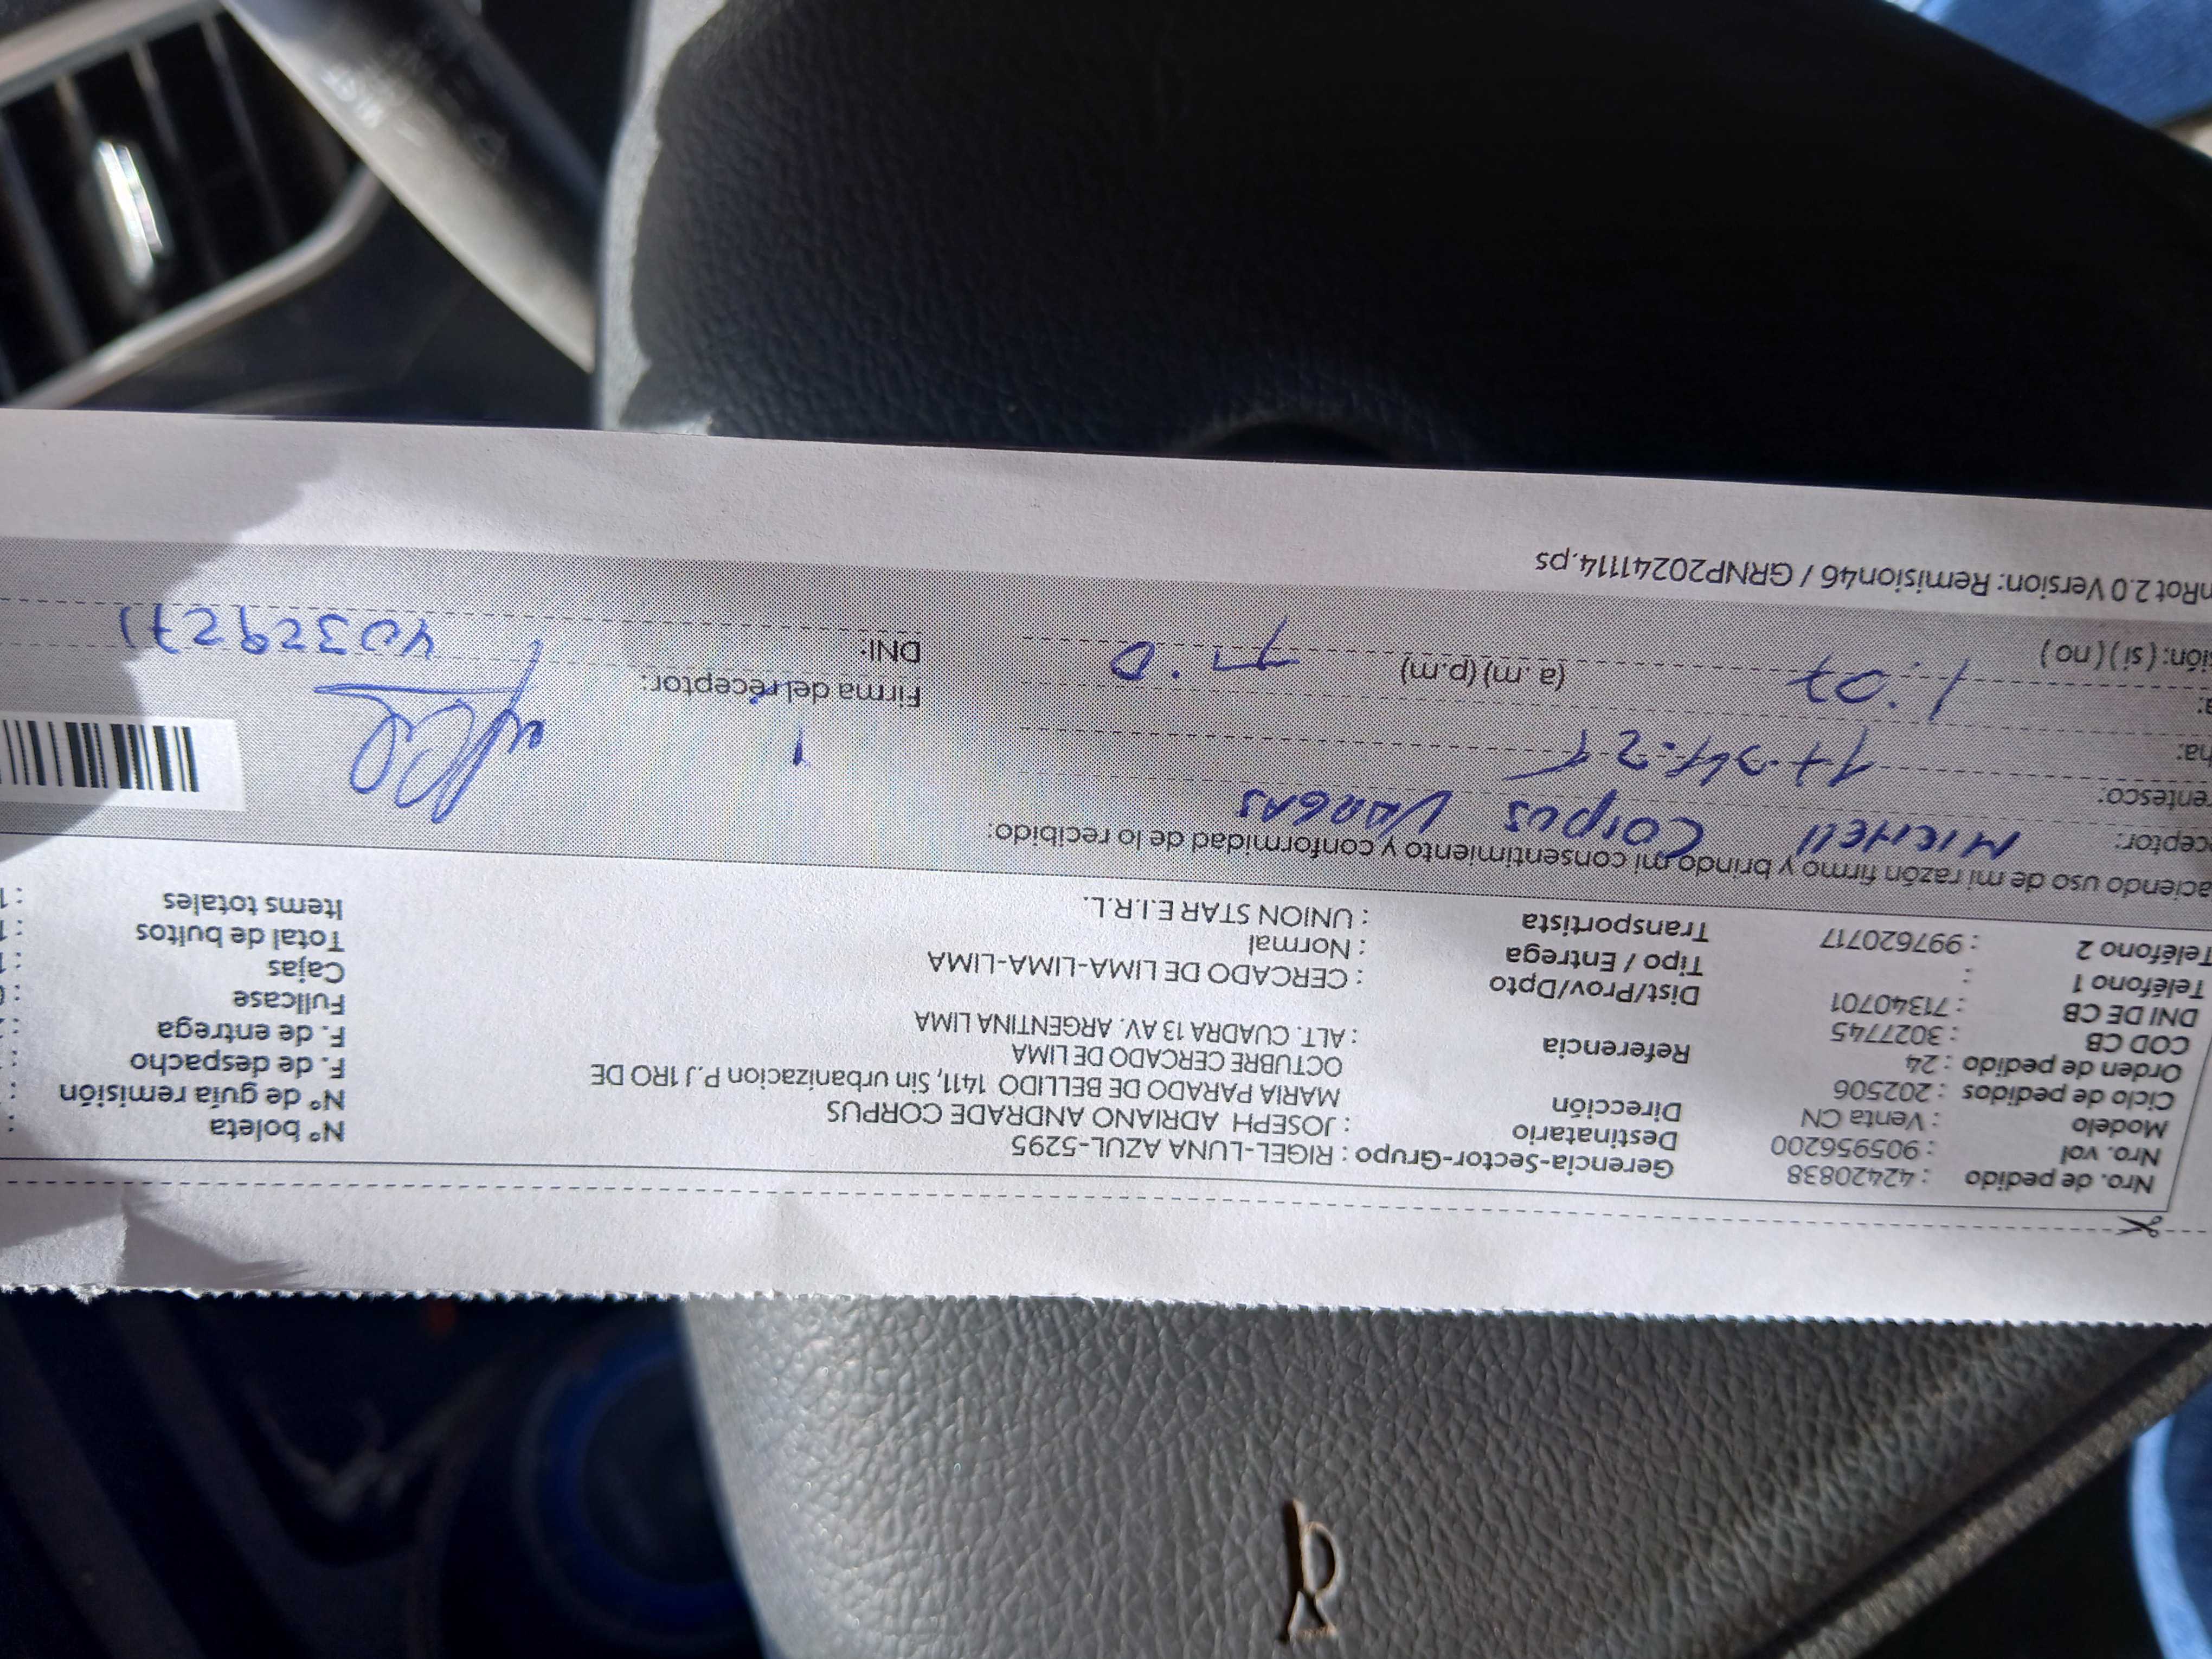 Nro. de pedido : 42420838 Gerencia-Sector-Grupo : RIGEL-LUNA AZUL-5295 N° boleta :
Nro. vol : 905956200 Destinatario : JOSEPH ADRIANO ANDRADE CORPUS N° de guía remisión :
Modelo : Venta CN Dirección MARIA PARADO DE BELLIDO 1411, Sin urbanizacion P.J 1RO DE F. de despacho :
Ciclo de pedidos : 202506 OCTUBRE CERCADO DE LIMA F. de entrega :
Orden de pedido : 24 Referencia : ALT. CUADRA 13 AV. ARGENTINA LIMA Fullcase :
COD CB : 3027745 Dist/Prov/Dpto : CERCADO DE LIMA-LIMA-LIMA Cajas :
DNI DE CB : 71340701 Tipo / Entrega : Normal Total de bultos :
Teléfono 1 : Transportista : UNION STAR E.I.R.L. Items totales :
Teléfono 2 : 997620717
aciendo uso de mi razón firmo y brindo mi consentimiento y conformidad de lo recibido:
ceptor: MICHELL CORPUS VARGAS
entesco:
ha: 17-04-25 Firma del receptor:
a: 1:07 (a.m) (p.m) DNI: 40329271
sión: (si) (no)
nRot 2.0 Version: Remision46 / GRNP20241114.ps
MIST